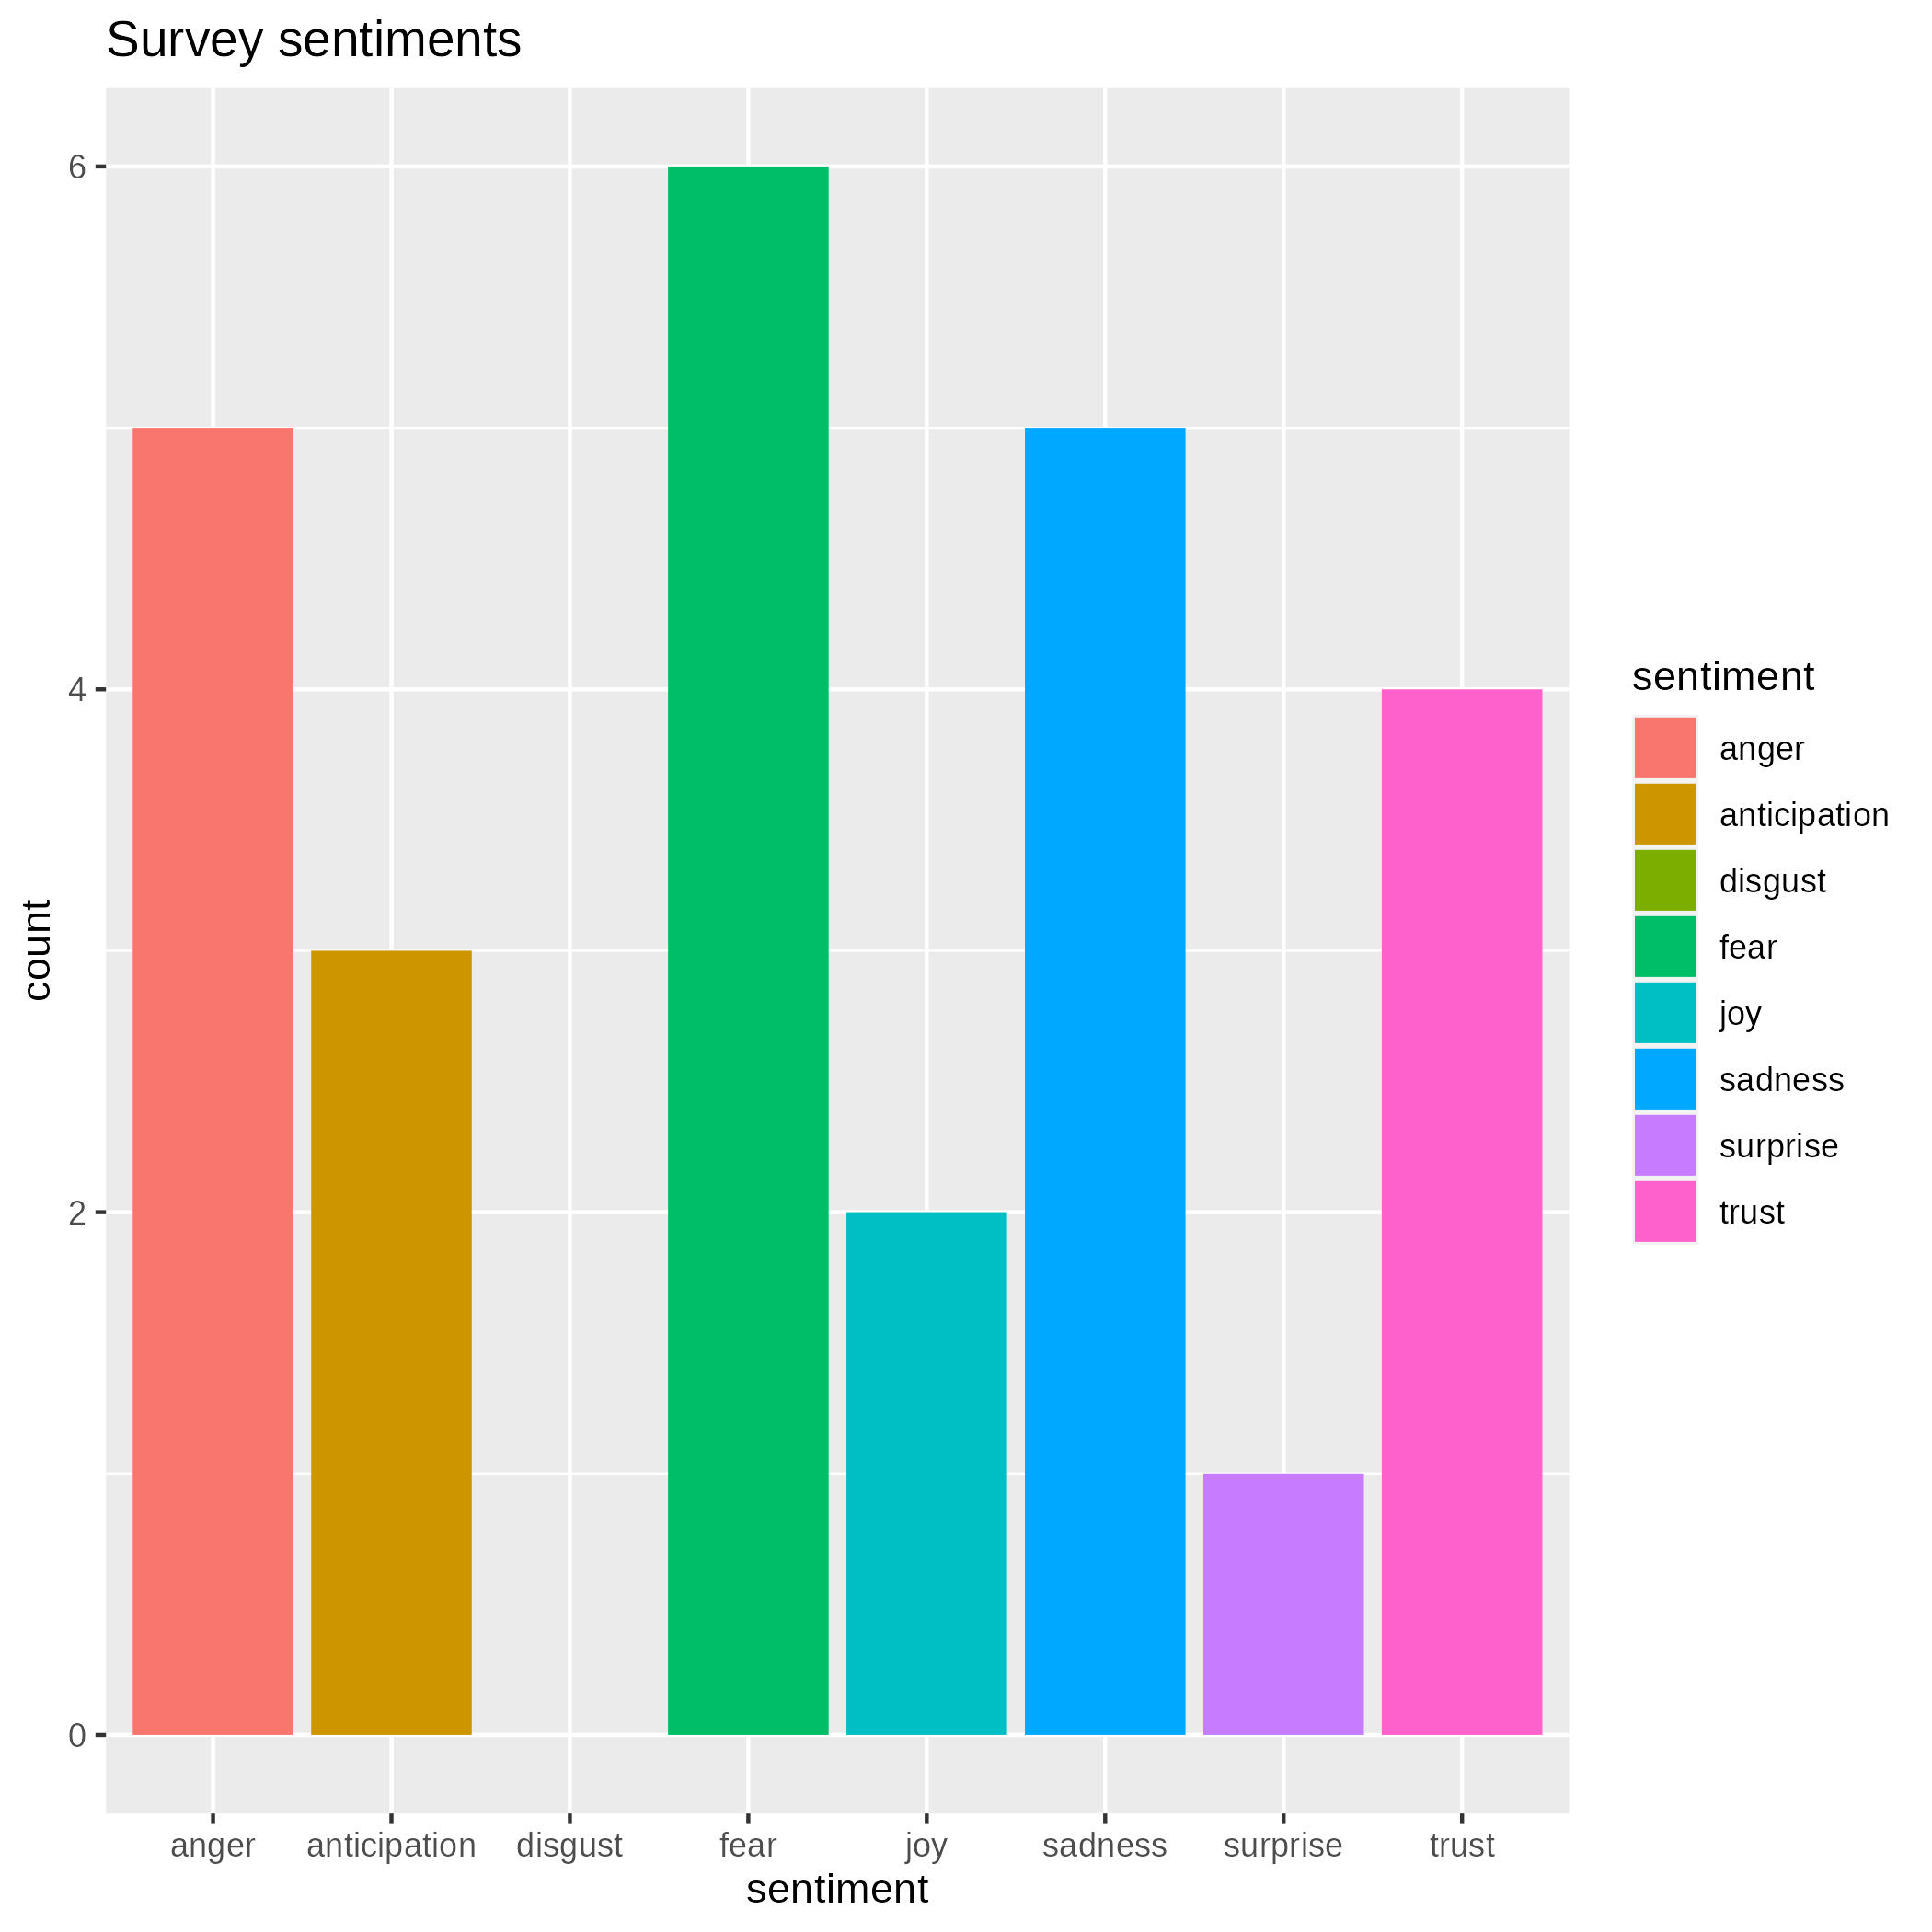 Survey sentiments
6
4
2
0
count
anger anticipation disgust fear joy sadness surprise trust
sentiment
sentiment
anger
anticipation
disgust
fear
joy
sadness
surprise
trust